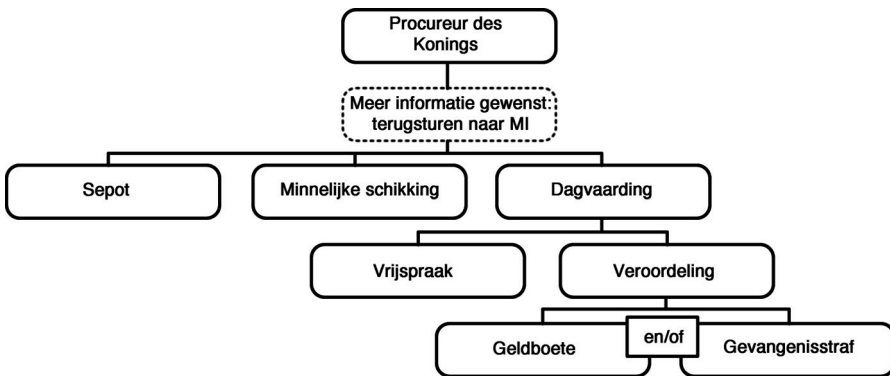 Procureur des
Konings
Meer informatie gewenst:
terugsturen naar MI
Sepot
Minnelijke schikking
Dagvaarding
Vrijspraak
Veroordeling
Geldboete
en/of
Gevangenisstraf